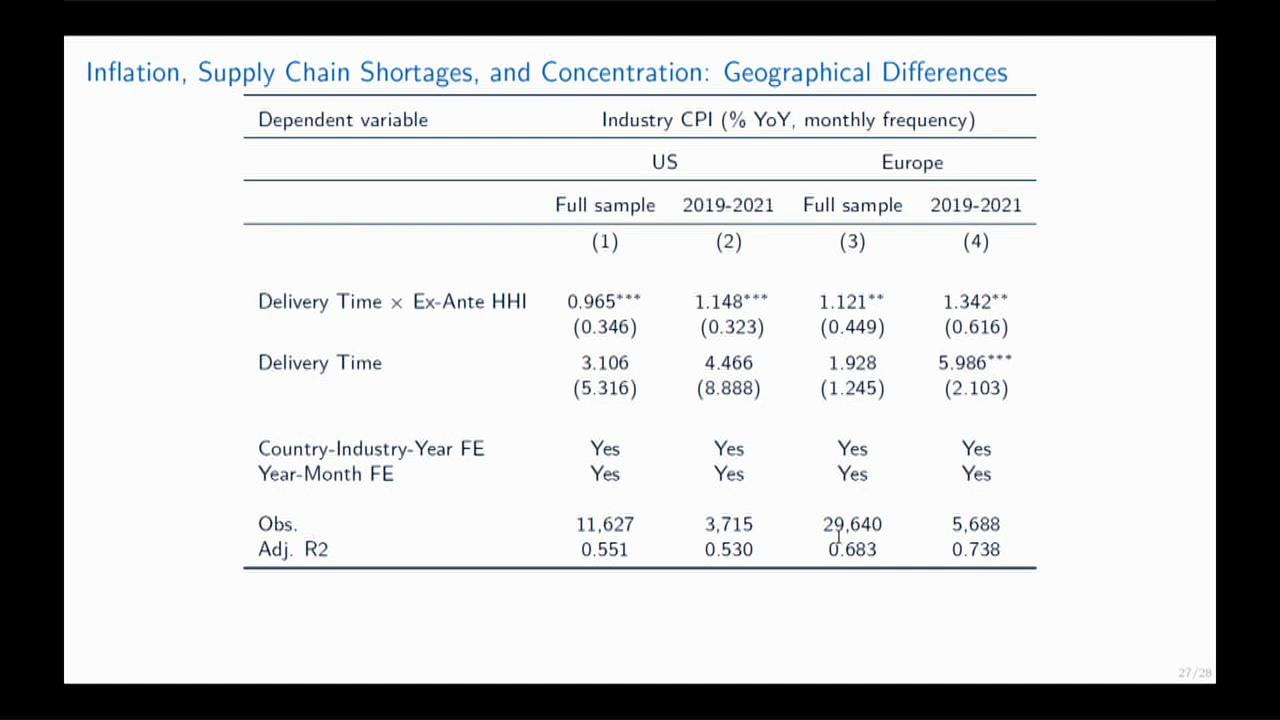 Inflation, Supply Chain Shortages, and Concentration: Geographical Differences
Dependent variable Industry CPI (% YoY, monthly frequency)
US Europe
Full sample 2019-2021 Full sample 2019-2021
(1) (2) (3) (4)
Delivery Time × Ex-Ante HHI 0.965*** 1.148*** 1.121** 1.342**
(0.346) (0.323) (0.449) (0.616)
Delivery Time 3.106 4.466 1.928 5.986***
(5.316) (8.888) (1.245) (2.103)
Country-Industry-Year FE Yes Yes Yes Yes
Year-Month FE Yes Yes Yes Yes
Obs. 11,627 3,715 29,640 5,688
Adj. R2 0.551 0.530 0.683 0.738
27/28